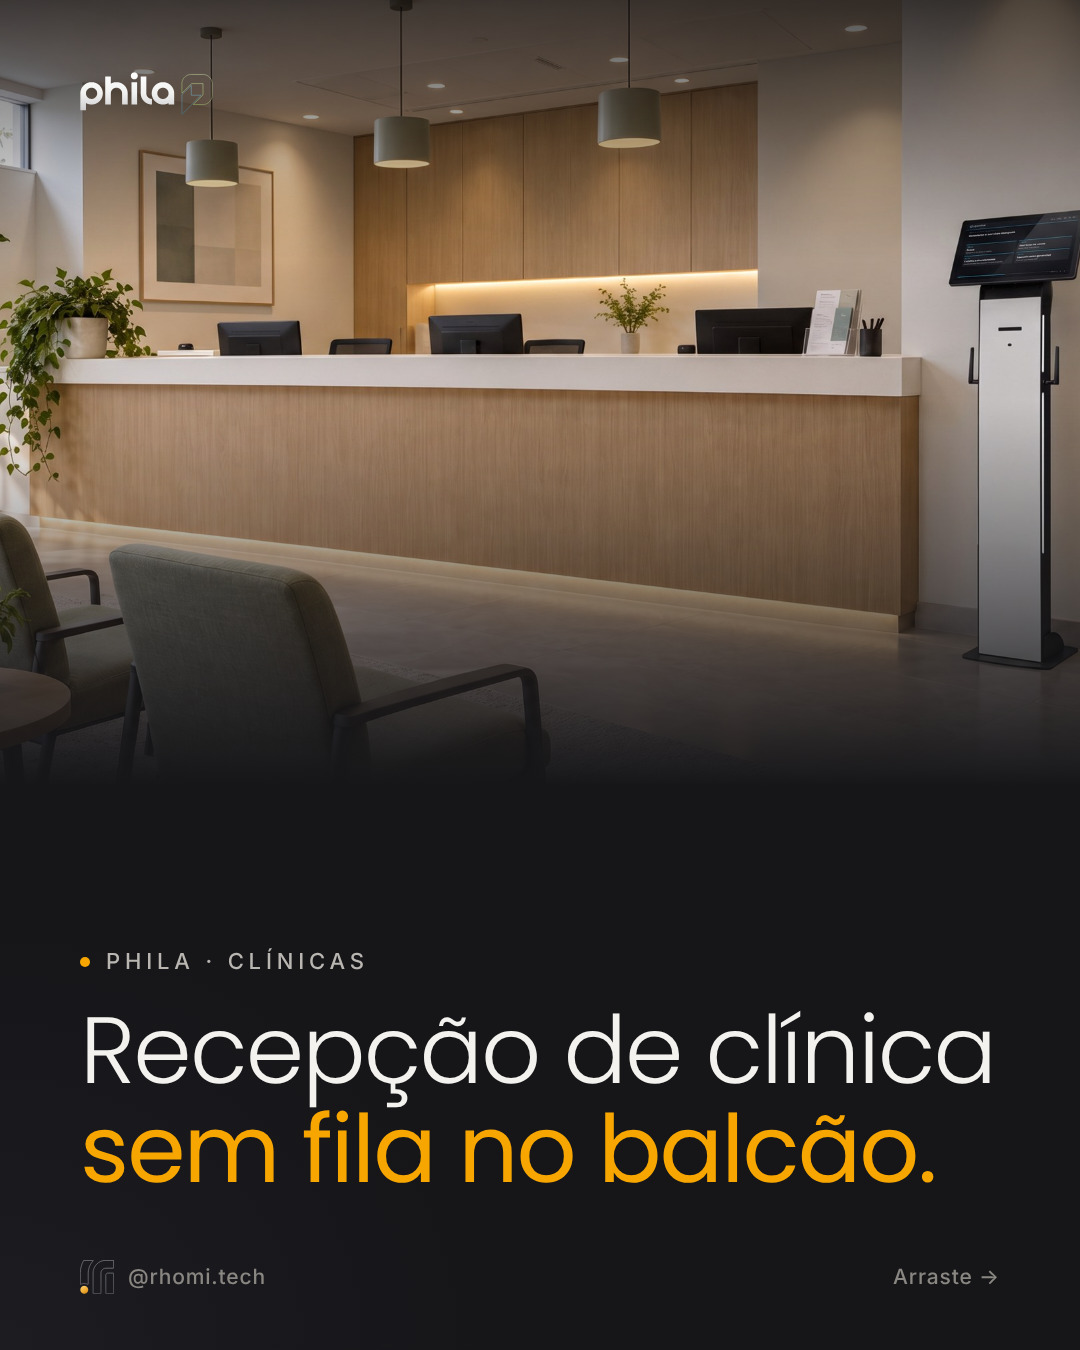 phila
PHILA · CLÍNICAS
Recepção de clínica
sem fila no balcão.
@rhomi.tech
Arraste →